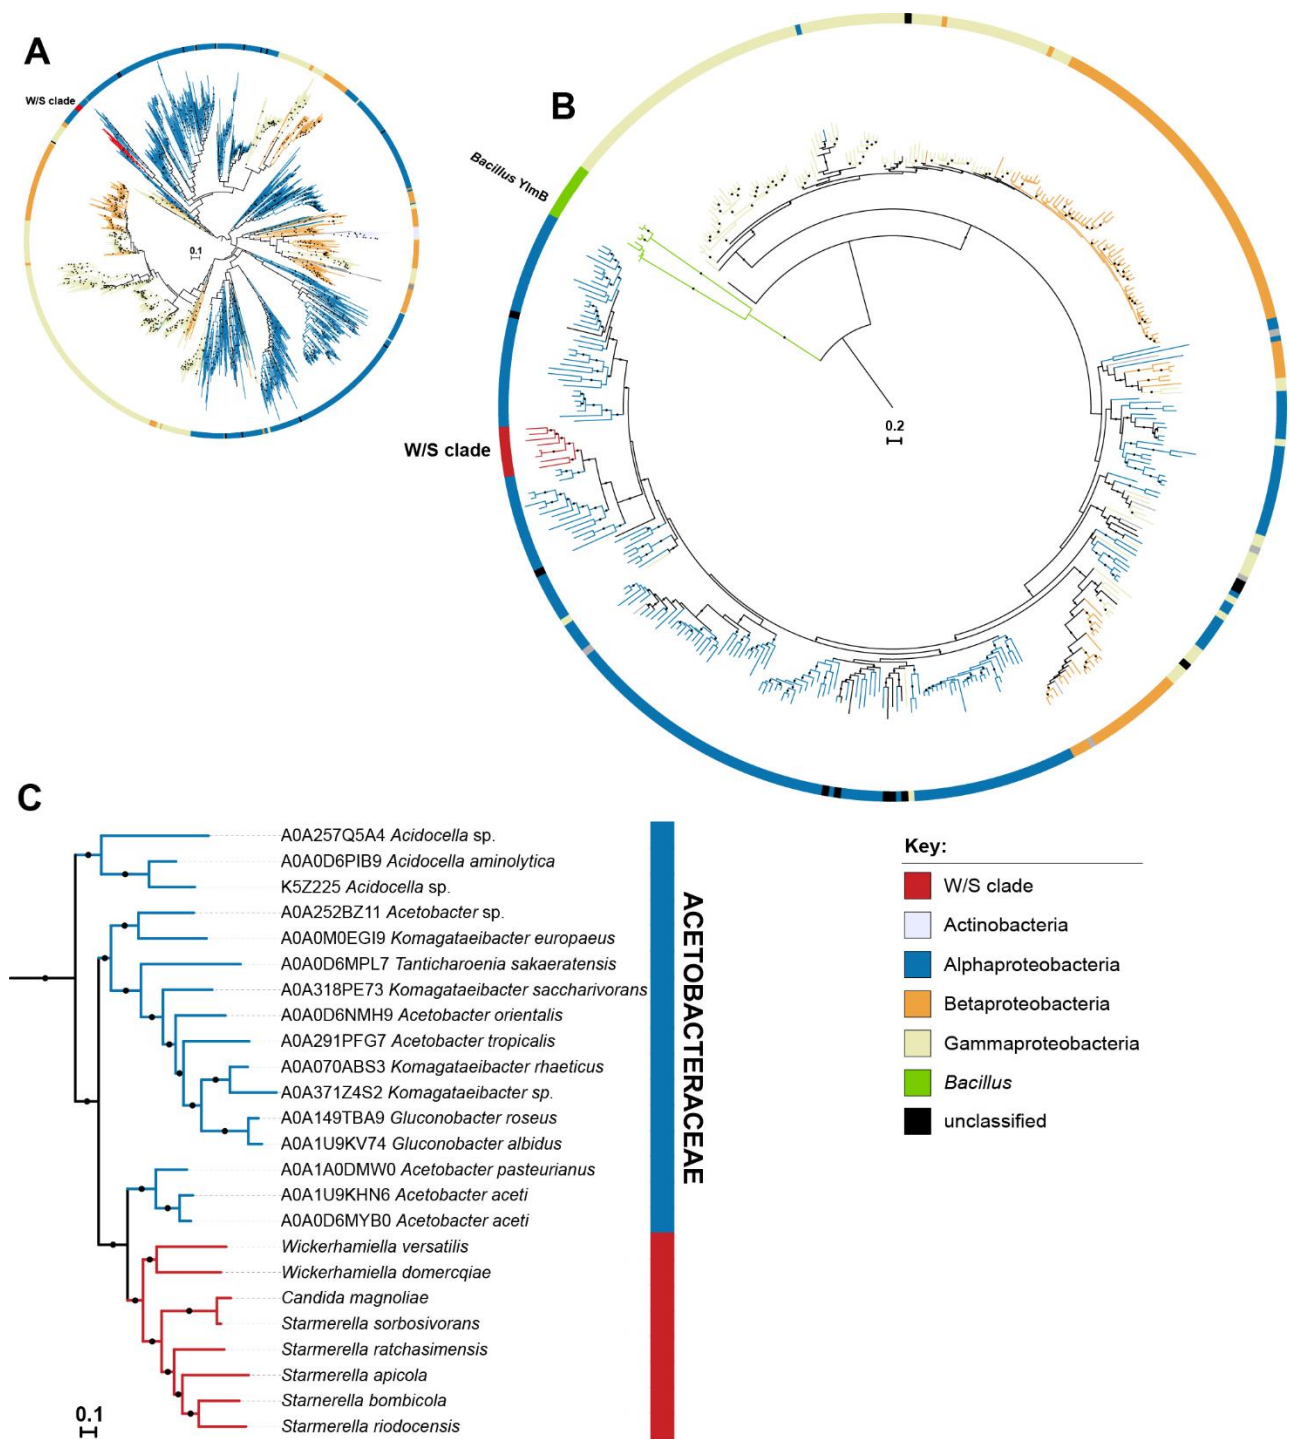 A
W/S clade
0.1
B
Bacillus YlmB
W/S clade
0.2
C
A0A257Q5A4 Acidocella sp.
A0A0D6PIB9 Acidocella aminolytica
K5Z225 Acidocella sp.
A0A252BZ11 Acetobacter sp.
A0A0M0EGI9 Komagataeibacter europaeus
A0A0D6MPL7 Tanticharoenia sakaeratensis
A0A318PE73 Komagataeibacter saccharivorans
A0A0D6NMH9 Acetobacter orientalis
A0A291PFG7 Acetobacter tropicalis
A0A070ABS3 Komagataeibacter rhaeticus
A0A371Z4S2 Komagataeibacter sp.
A0A149TBA9 Gluconobacter roseus
A0A1U9KV74 Gluconobacter albidus
A0A1A0DMW0 Acetobacter pasteurianus
A0A1U9KHN6 Acetobacter aceti
A0A0D6MYB0 Acetobacter aceti
Wickerhamiella versatilis
Wickerhamiella domercqiae
Candida magnoliae
Starmerella sorbosivorans
Starmerella ratchasimensis
Starmerella apicola
Starnerella bombicola
Starmerella riodocensis
0.1
ACETOBACTERACEAE
Key:
W/S clade
Actinobacteria
Alphaproteobacteria
Betaproteobacteria
Gammaproteobacteria
Bacillus
unclassified